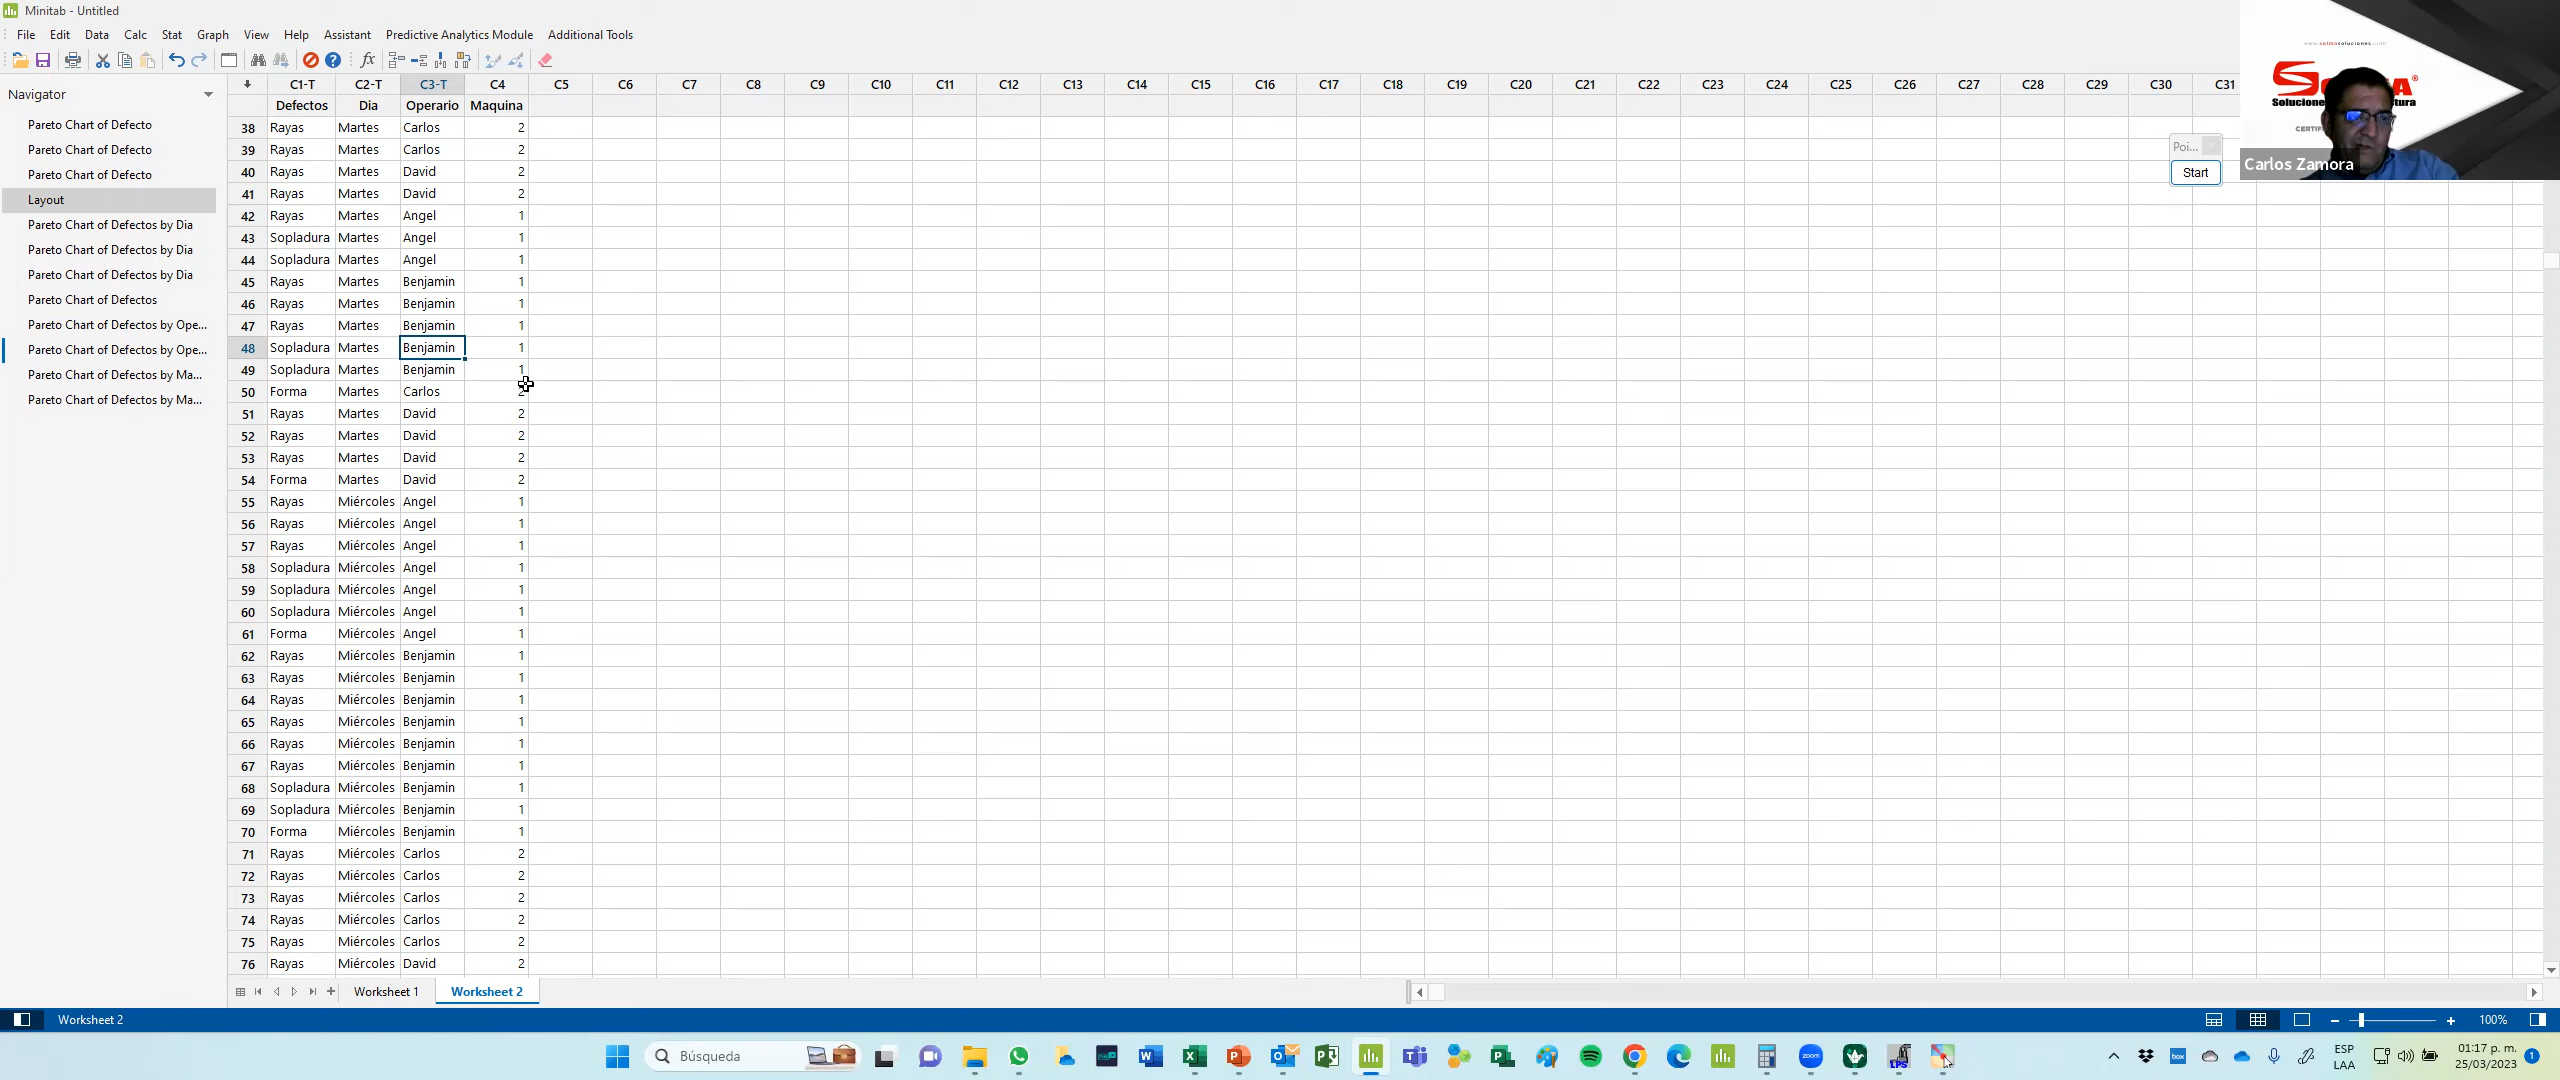 Minitab - Untitled
File Edit Data Calc Stat Graph View Help Assistant Predictive Analytics Module Additional Tools
Navigator
Pareto Chart of Defecto
Pareto Chart of Defecto
Pareto Chart of Defecto
Layout
Pareto Chart of Defectos by Dia
Pareto Chart of Defectos by Dia
Pareto Chart of Defectos by Dia
Pareto Chart of Defectos
Pareto Chart of Defectos by Ope...
Pareto Chart of Defectos by Ope...
Pareto Chart of Defectos by Ma...
Pareto Chart of Defectos by Ma...
C1-T C2-T C3-T C4 C5 C6 C7 C8 C9 C10 C11 C12 C13 C14 C15 C16 C17 C18 C19 C20 C21 C22 C23 C24 C25 C26 C27 C28 C29 C30 C31
Defectos Dia Operario Maquina
38 Rayas Martes Carlos 2
39 Rayas Martes Carlos 2
40 Rayas Martes David 2
41 Rayas Martes David 2
42 Rayas Martes Angel 1
43 Sopladura Martes Angel 1
44 Sopladura Martes Angel 1
45 Rayas Martes Benjamin 1
46 Rayas Martes Benjamin 1
47 Rayas Martes Benjamin 1
48 Sopladura Martes Benjamin 1
49 Sopladura Martes Benjamin 1
50 Forma Martes Carlos 2
51 Rayas Martes David 2
52 Rayas Martes David 2
53 Rayas Martes David 2
54 Forma Martes David 2
55 Rayas Miércoles Angel 1
56 Rayas Miércoles Angel 1
57 Rayas Miércoles Angel 1
58 Sopladura Miércoles Angel 1
59 Sopladura Miércoles Angel 1
60 Sopladura Miércoles Angel 1
61 Forma Miércoles Angel 1
62 Rayas Miércoles Benjamin 1
63 Rayas Miércoles Benjamin 1
64 Rayas Miércoles Benjamin 1
65 Rayas Miércoles Benjamin 1
66 Rayas Miércoles Benjamin 1
67 Rayas Miércoles Benjamin 1
68 Sopladura Miércoles Benjamin 1
69 Sopladura Miércoles Benjamin 1
70 Forma Miércoles Benjamin 1
71 Rayas Miércoles Carlos 2
72 Rayas Miércoles Carlos 2
73 Rayas Miércoles Carlos 2
74 Rayas Miércoles Carlos 2
75 Rayas Miércoles Carlos 2
76 Rayas Miércoles David 2
Poi...
Start
www.solmasoluciones.com
Carlos Zamora
Worksheet 1 Worksheet 2
Worksheet 2
100%
Búsqueda
zoom
LPS
box
ESP
LAA
01:17 p. m.
25/03/2023
1